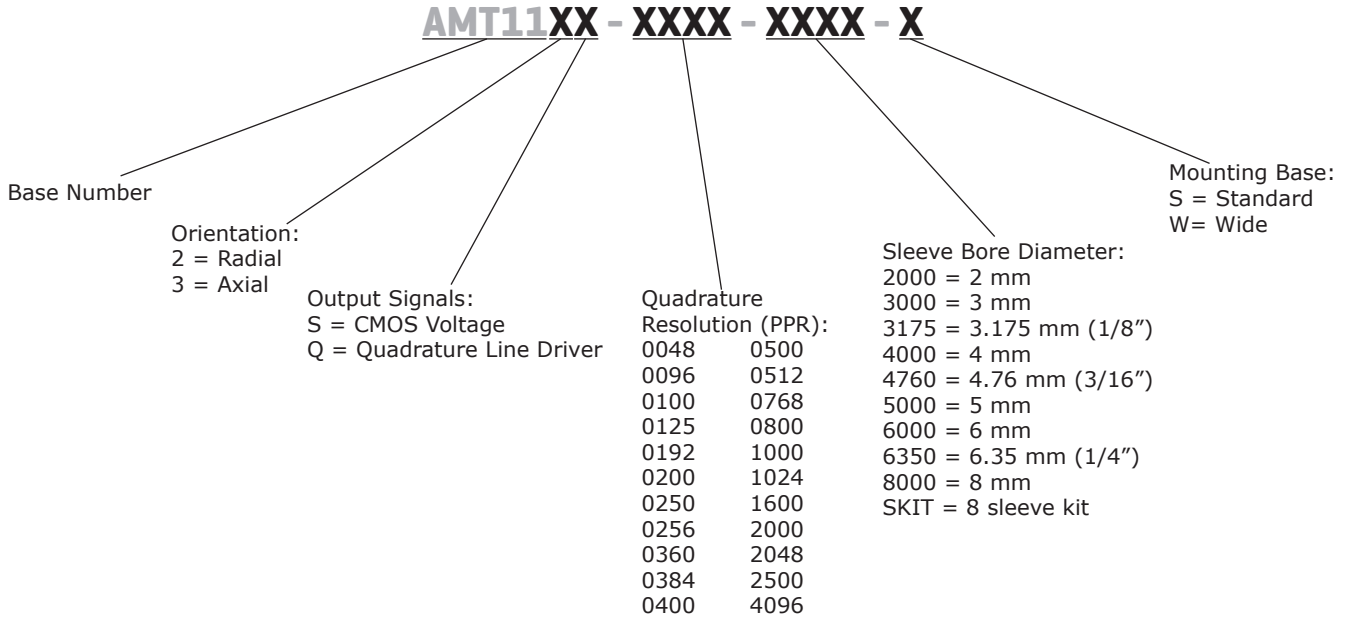 AMT11XX - XXXX - XXXX - X
Base Number
Orientation:
2 = Radial
3 = Axial
Output Signals:
S = CMOS Voltage
Q = Quadrature Line Driver
Quadrature
Resolution (PPR):
0048 0500
0096 0512
0100 0768
0125 0800
0192 1000
0200 1024
0250 1600
0256 2000
0360 2048
0384 2500
0400 4096
Sleeve Bore Diameter:
2000 = 2 mm
3000 = 3 mm
3175 = 3.175 mm (1/8”)
4000 = 4 mm
4760 = 4.76 mm (3/16”)
5000 = 5 mm
6000 = 6 mm
6350 = 6.35 mm (1/4”)
8000 = 8 mm
SKIT = 8 sleeve kit
Mounting Base:
S = Standard
W= Wide